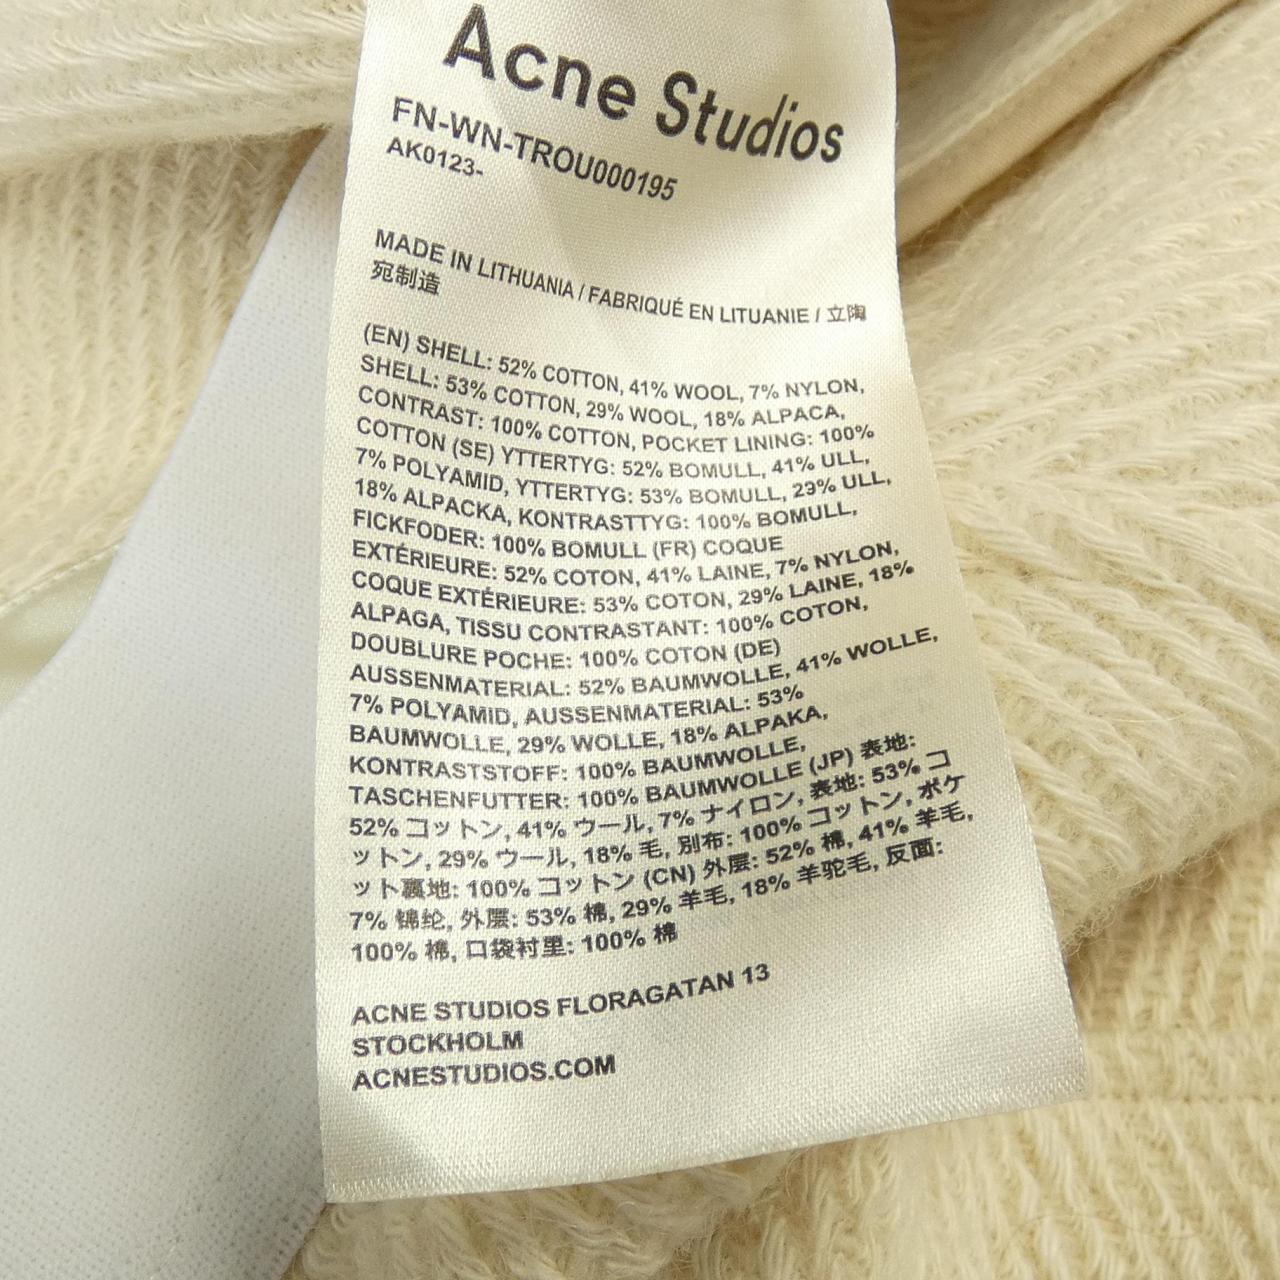 Acne Studios
FN-WN-TROU000195
AK0123-
MADE IN LITHUANIA / FABRIQUÉ EN LITUANIE / 立陶
宛制造
(EN) SHELL: 52% COTTON, 41% WOOL, 7% NYLON,
SHELL: 53% COTTON, 29% WOOL, 18% ALPACA,
CONTRAST: 100% COTTON, POCKET LINING: 100%
COTTON (SE) YTTERTYG: 52% BOMULL, 41% ULL,
7% POLYAMID, YTTERTYG: 53% BOMULL, 29% ULL,
18% ALPACKA, KONTRASTTYG: 100% BOMULL,
FICKFODER: 100% BOMULL (FR) COQUE
EXTÉRIEURE: 52% COTON, 41% LAINE, 7% NYLON,
COQUE EXTÉRIEURE: 53% COTON, 29% LAINE, 18%
ALPAGA, TISSU CONTRASTANT: 100% COTON,
DOUBLURE POCHE: 100% COTON (DE)
AUSSENMATERIAL: 52% BAUMWOLLE, 41% WOLLE,
7% POLYAMID, AUSSENMATERIAL: 53%
BAUMWOLLE, 29% WOLLE, 18% ALPAKA,
KONTRASTSTOFF: 100% BAUMWOLLE,
TASCHENFUTTER: 100% BAUMWOLLE (JP) 表地:
52% コットン, 41% ウール, 7% ナイロン, 表地: 53% コ
ットン, 29% ウール, 18% 毛, 別布: 100% コットン, ポケ
ット裏地: 100% コットン (CN) 外层: 52% 棉, 41% 羊毛,
7% 锦纶, 外层: 53% 棉, 29% 羊毛, 18% 羊驼毛, 反面:
100% 棉, 口袋衬里: 100% 棉
ACNE STUDIOS FLORAGATAN 13
STOCKHOLM
ACNESTUDIOS.COM